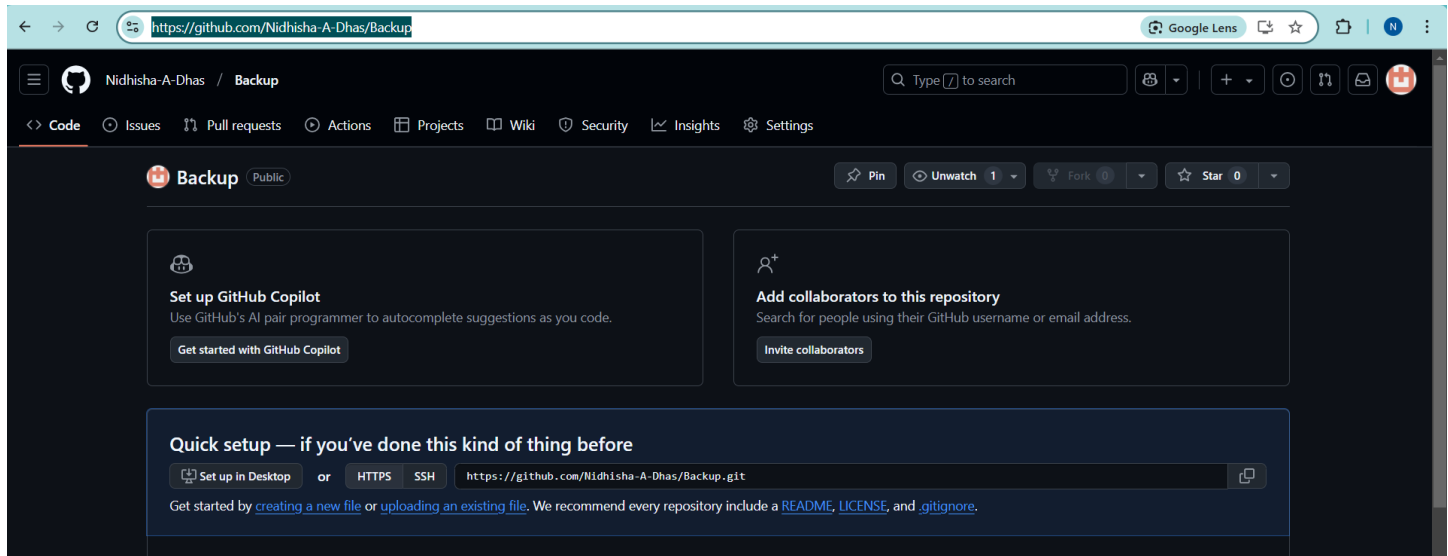 https://github.com/Nidhisha-A-Dhas/Backup Google Lens N
Nidhisha-A-Dhas / Backup Type / to search
Code Issues Pull requests Actions Projects Wiki Security Insights Settings
Backup Public Pin Unwatch 1 Fork 0 Star 0
Set up GitHub Copilot
Use GitHub's AI pair programmer to autocomplete suggestions as you code.
Get started with GitHub Copilot
Add collaborators to this repository
Search for people using their GitHub username or email address.
Invite collaborators
Quick setup — if you've done this kind of thing before
Set up in Desktop or HTTPS SSH https://github.com/Nidhisha-A-Dhas/Backup.git
Get started by creating a new file or uploading an existing file. We recommend every repository include a README, LICENSE, and .gitignore.